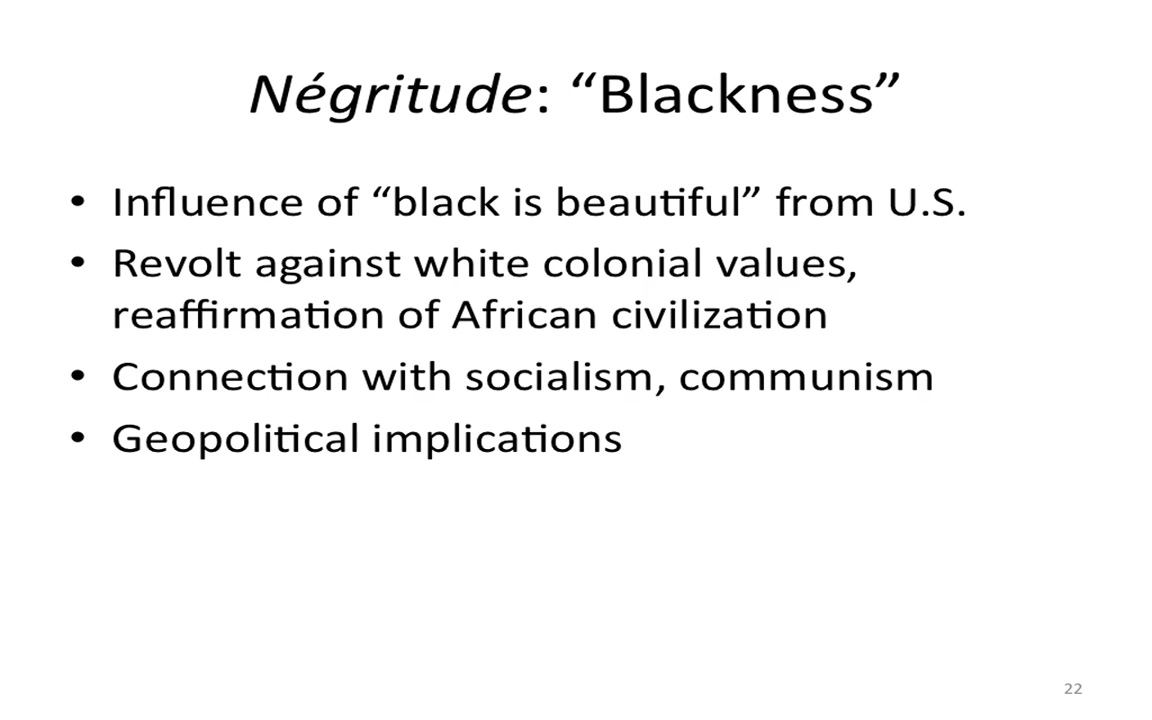 Négritude: “Blackness”
• Influence of “black is beautiful” from U.S.
• Revolt against white colonial values,
reaffirmation of African civilization
• Connection with socialism, communism
• Geopolitical implications
22